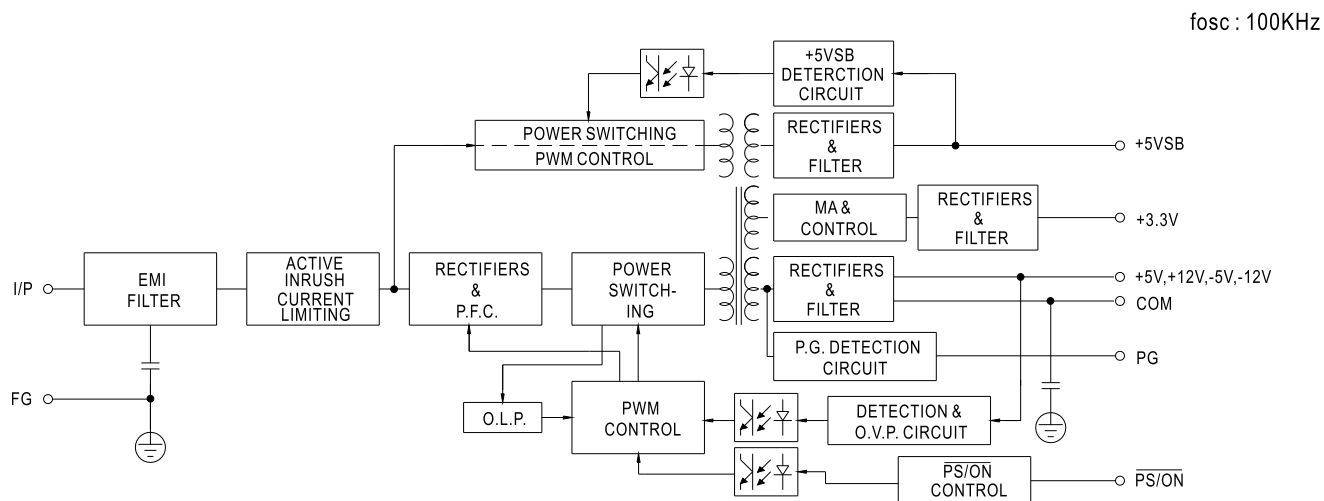 fosc : 100KHz
+5VSB
DETERCTION
CIRCUIT
POWER SWITCHING
PWM CONTROL
RECTIFIERS
&
FILTER
+5VSB
MA &
CONTROL
RECTIFIERS
&
FILTER
+3.3V
I/P
EMI
FILTER
ACTIVE
INRUSH
CURRENT
LIMITING
RECTIFIERS
&
P.F.C.
POWER
SWITCH-
ING
RECTIFIERS
&
FILTER
+5V,+12V,-5V,-12V
COM
P.G. DETECTION
CIRCUIT
PG
FG
O.L.P.
PWM
CONTROL
DETECTION &
O.V.P. CIRCUIT
PS/ON
CONTROL
PS/ON